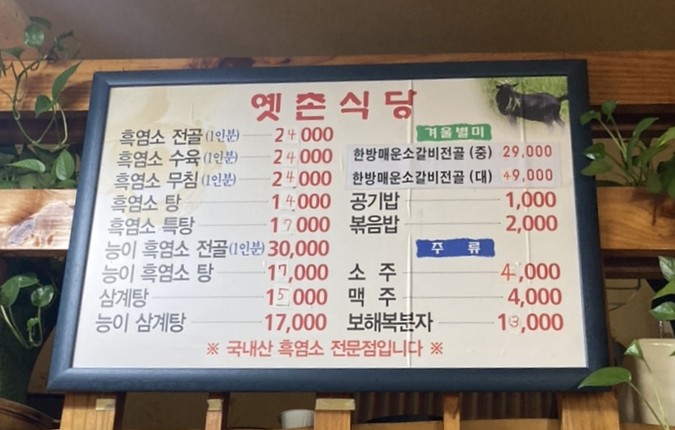 옛촌식당
흑염소 전골(1인분) 24,000
흑염소 수육(1인분) 24,000
흑염소 무침(1인분) 24,000
흑염소 탕 14,000
흑염소 특탕 17,000
능이 흑염소 전골(1인분) 30,000
능이 흑염소 탕 17,000
삼계탕 15,000
능이 삼계탕 17,000
겨울별미
한방매운소갈비전골 (중) 29,000
한방매운소갈비전골 (대) 49,000
공기밥 1,000
볶음밥 2,000
주 류
소 주 4,000
맥 주 4,000
보해복분자 13,000
※ 국내산 흑염소 전문점입니다 ※